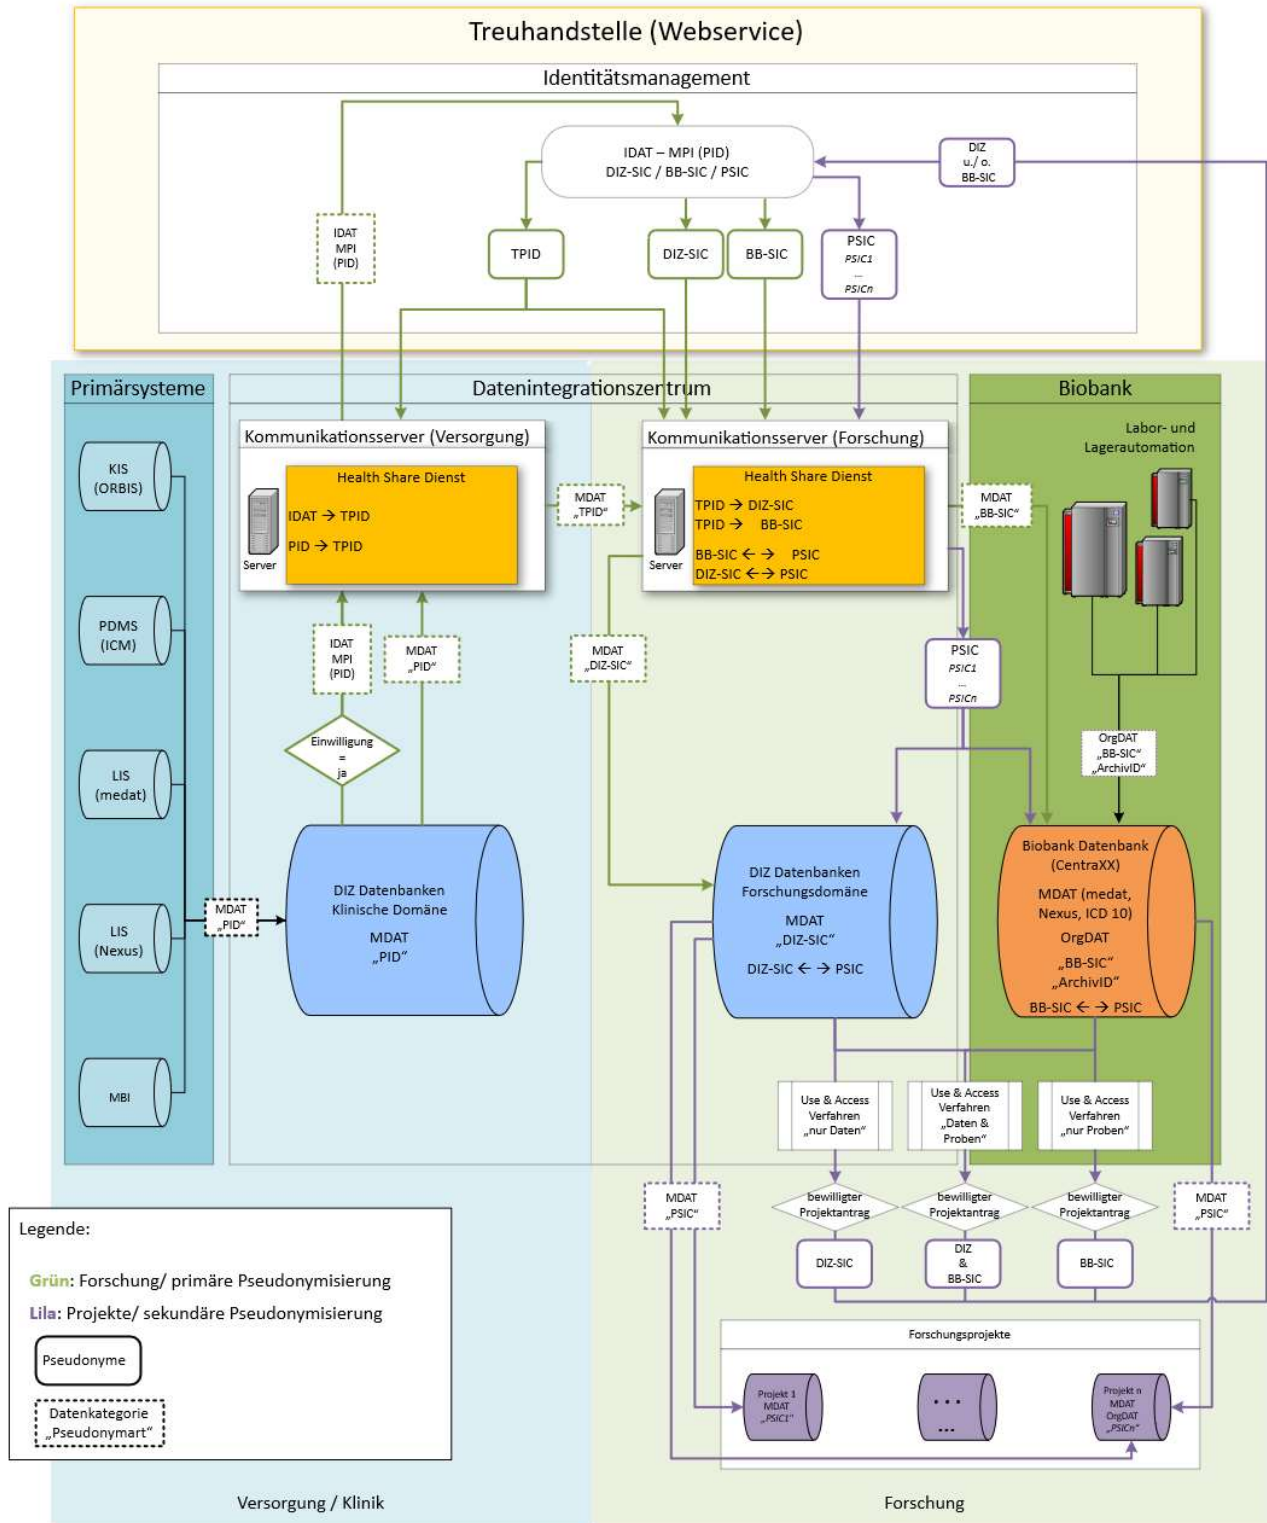 Treuhandstelle (Webservice)
Identitätsmanagement
IDAT – MPI (PID)
DIZ-SIC / BB-SIC / PSIC
DIZ
u./ o.
BB-SIC
IDAT
MPI
(PID)
TPID
DIZ-SIC
BB-SIC
PSIC
PSIC1
...
PSICn
Primärsysteme
Datenintegrationszentrum
Biobank
KIS
(ORBIS)
PDMS
(ICM)
LIS
(medat)
LIS
(Nexus)
MBI
MDAT
„PID“
Kommunikationsserver (Versorgung)
Health Share Dienst
IDAT → TPID
PID → TPID
Server
MDAT
„TPID“
Kommunikationsserver (Forschung)
Health Share Dienst
TPID → DIZ-SIC
TPID → BB-SIC
BB-SIC ← → PSIC
DIZ-SIC ← → PSIC
Server
MDAT
„BB-SIC“
Labor- und
Lagerautomation
IDAT
MPI
(PID)
MDAT
„PID“
Einwilligung
=
ja
MDAT
„DIZ-SIC“
PSIC
PSIC1
...
PSICn
OrgDAT
„BB-SIC“
„ArchivID“
DIZ Datenbanken
Klinische Domäne
MDAT
„PID“
DIZ Datenbanken
Forschungsdomäne
MDAT
„DIZ-SIC“
DIZ-SIC ← → PSIC
Biobank Datenbank
(CentraXX)
MDAT (medat,
Nexus, ICD 10)
OrgDAT
„BB-SIC“
„ArchivID“
BB-SIC ← → PSIC
Use & Access
Verfahren
„nur Daten“
Use & Access
Verfahren
„Daten &
Proben“
Use & Access
Verfahren
„nur Proben“
MDAT
„PSIC“
bewilligter
Projektantrag
bewilligter
Projektantrag
bewilligter
Projektantrag
MDAT
„PSIC“
DIZ-SIC
DIZ
&
BB-SIC
BB-SIC
Forschungsprojekte
Projekt 1
MDAT
„PSIC1“
...
...
Projekt n
MDAT
OrgDAT
„PSICn“
Legende:
Grün: Forschung/ primäre Pseudonymisierung
Lila: Projekte/ sekundäre Pseudonymisierung
Pseudonyme
Datenkategorie
„Pseudonymart“
Versorgung / Klinik
Forschung